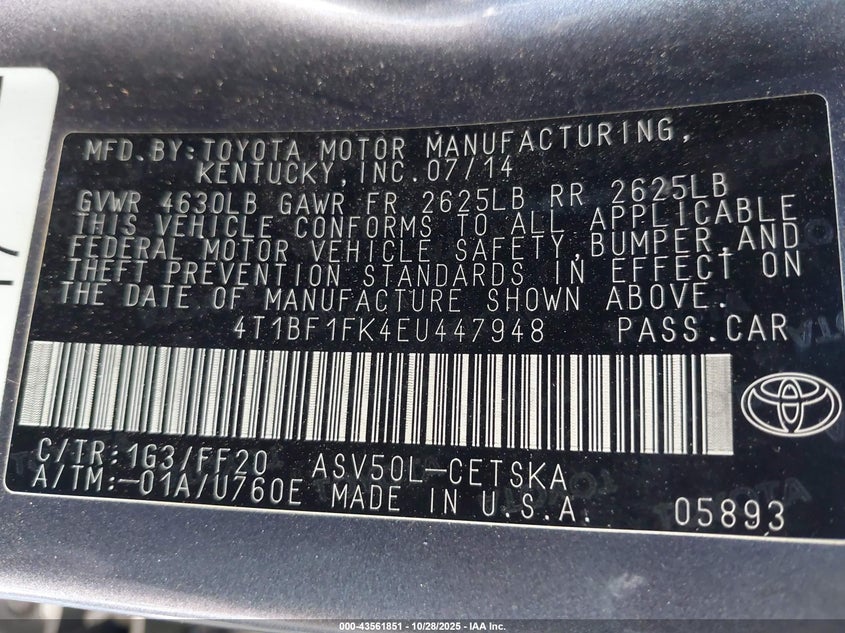 MFD.BY:TOYOTA MOTOR MANUFACTURING,
KENTUCKY,INC.07/14
GVWR 4630LB GAWR FR 2625LB RR 2625LB
THIS VEHICLE CONFORMS TO ALL APPLICABLE
FEDERAL MOTOR VEHICLE SAFETY,BUMPER,AND
THEFT PREVENTION STANDARDS IN EFFECT ON
THE DATE OF MANUFACTURE SHOWN ABOVE.
4T1BF1FK4EU447948 PASS.CAR
C/TR:1G3/FF20 ASV50L-CETSKA
A/TM:-01A/U760E MADE IN U.S.A. 05893
000-43561851 | 10/28/2025 - IAA Inc.